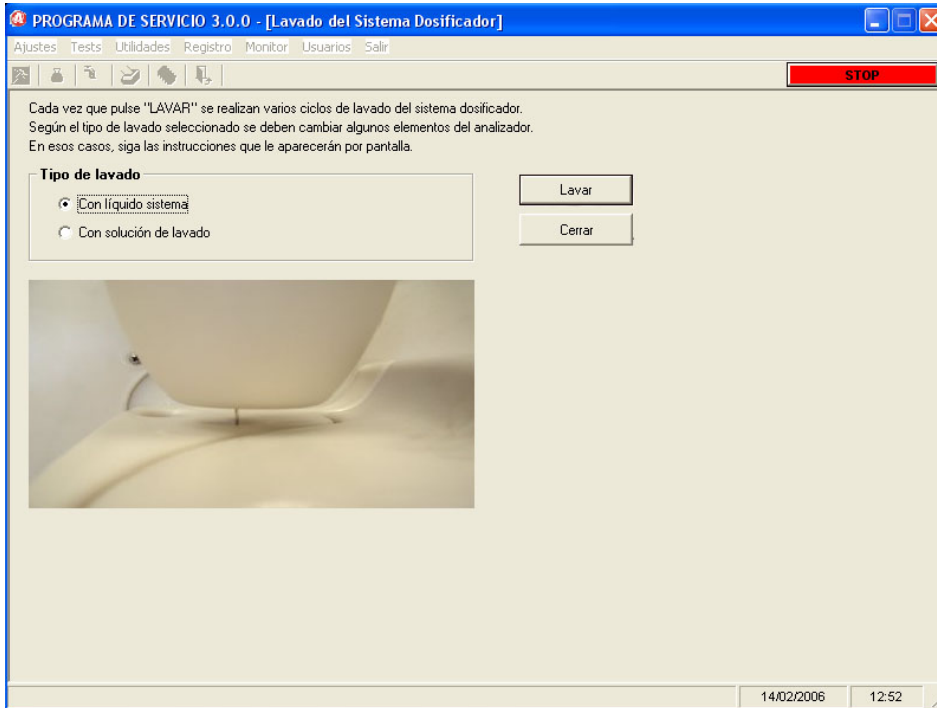 PROGRAMA DE SERVICIO 3.0.0 - [Lavado del Sistema Dosificador]
Ajustes Tests Utilidades Registro Monitor Usuarios Salir
STOP
Cada vez que pulse "LAVAR" se realizan varios ciclos de lavado del sistema dosificador.
Según el tipo de lavado seleccionado se deben cambiar algunos elementos del analizador.
En esos casos, siga las instrucciones que le aparecerán por pantalla.
Tipo de lavado
Con líquido sistema
Con solución de lavado
Lavar
Cerrar
14/02/2006 12:52